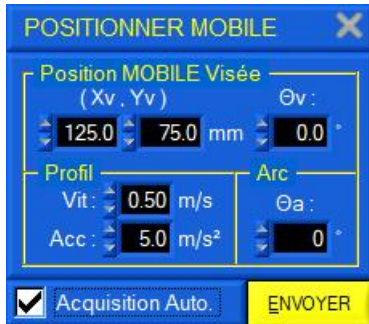 POSITIONNER MOBILE
Position MOBILE Visée
( Xv , Yv ) Θv :
125.0 75.0 mm 0.0 °
Profil Arc
Vit : 0.50 m/s Θa :
Acc : 5.0 m/s² 0 °
Acquisition Auto. ENVOYER